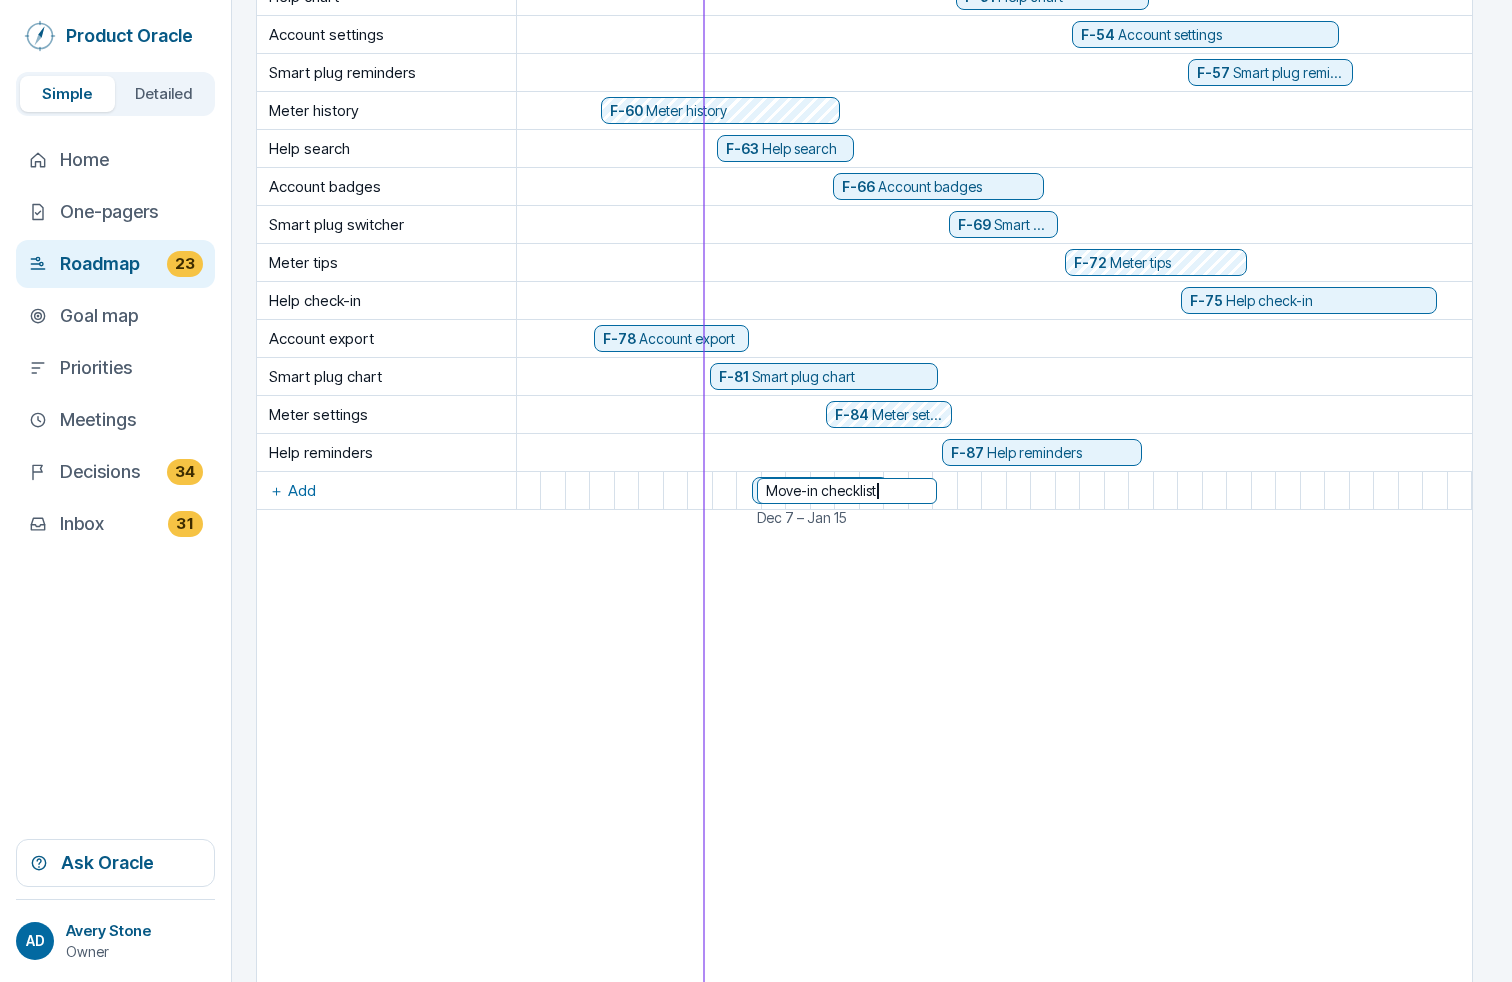 Product Oracle
Simple Detailed
Home
One-pagers
Roadmap 23
Goal map
Priorities
Meetings
Decisions 34
Inbox 31
Ask Oracle
AD Avery Stone
Owner
Account settings F-54 Account settings
Smart plug reminders F-57 Smart plug remi...
Meter history F-60 Meter history
Help search F-63 Help search
Account badges F-66 Account badges
Smart plug switcher F-69 Smart ...
Meter tips F-72 Meter tips
Help check-in F-75 Help check-in
Account export F-78 Account export
Smart plug chart F-81 Smart plug chart
Meter settings F-84 Meter set...
Help reminders F-87 Help reminders
+ Add Move-in checklist
Dec 7 – Jan 15